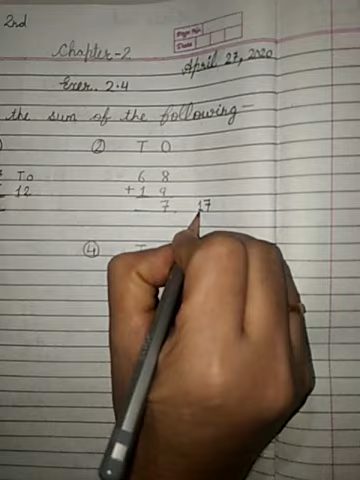 2nd
Page No.
Date
Chapter-2
April 27, 2020
Exer. 2.4
the sum of the following-
② T O
To
6 8
12
+ 1 9
7. 17
④ T